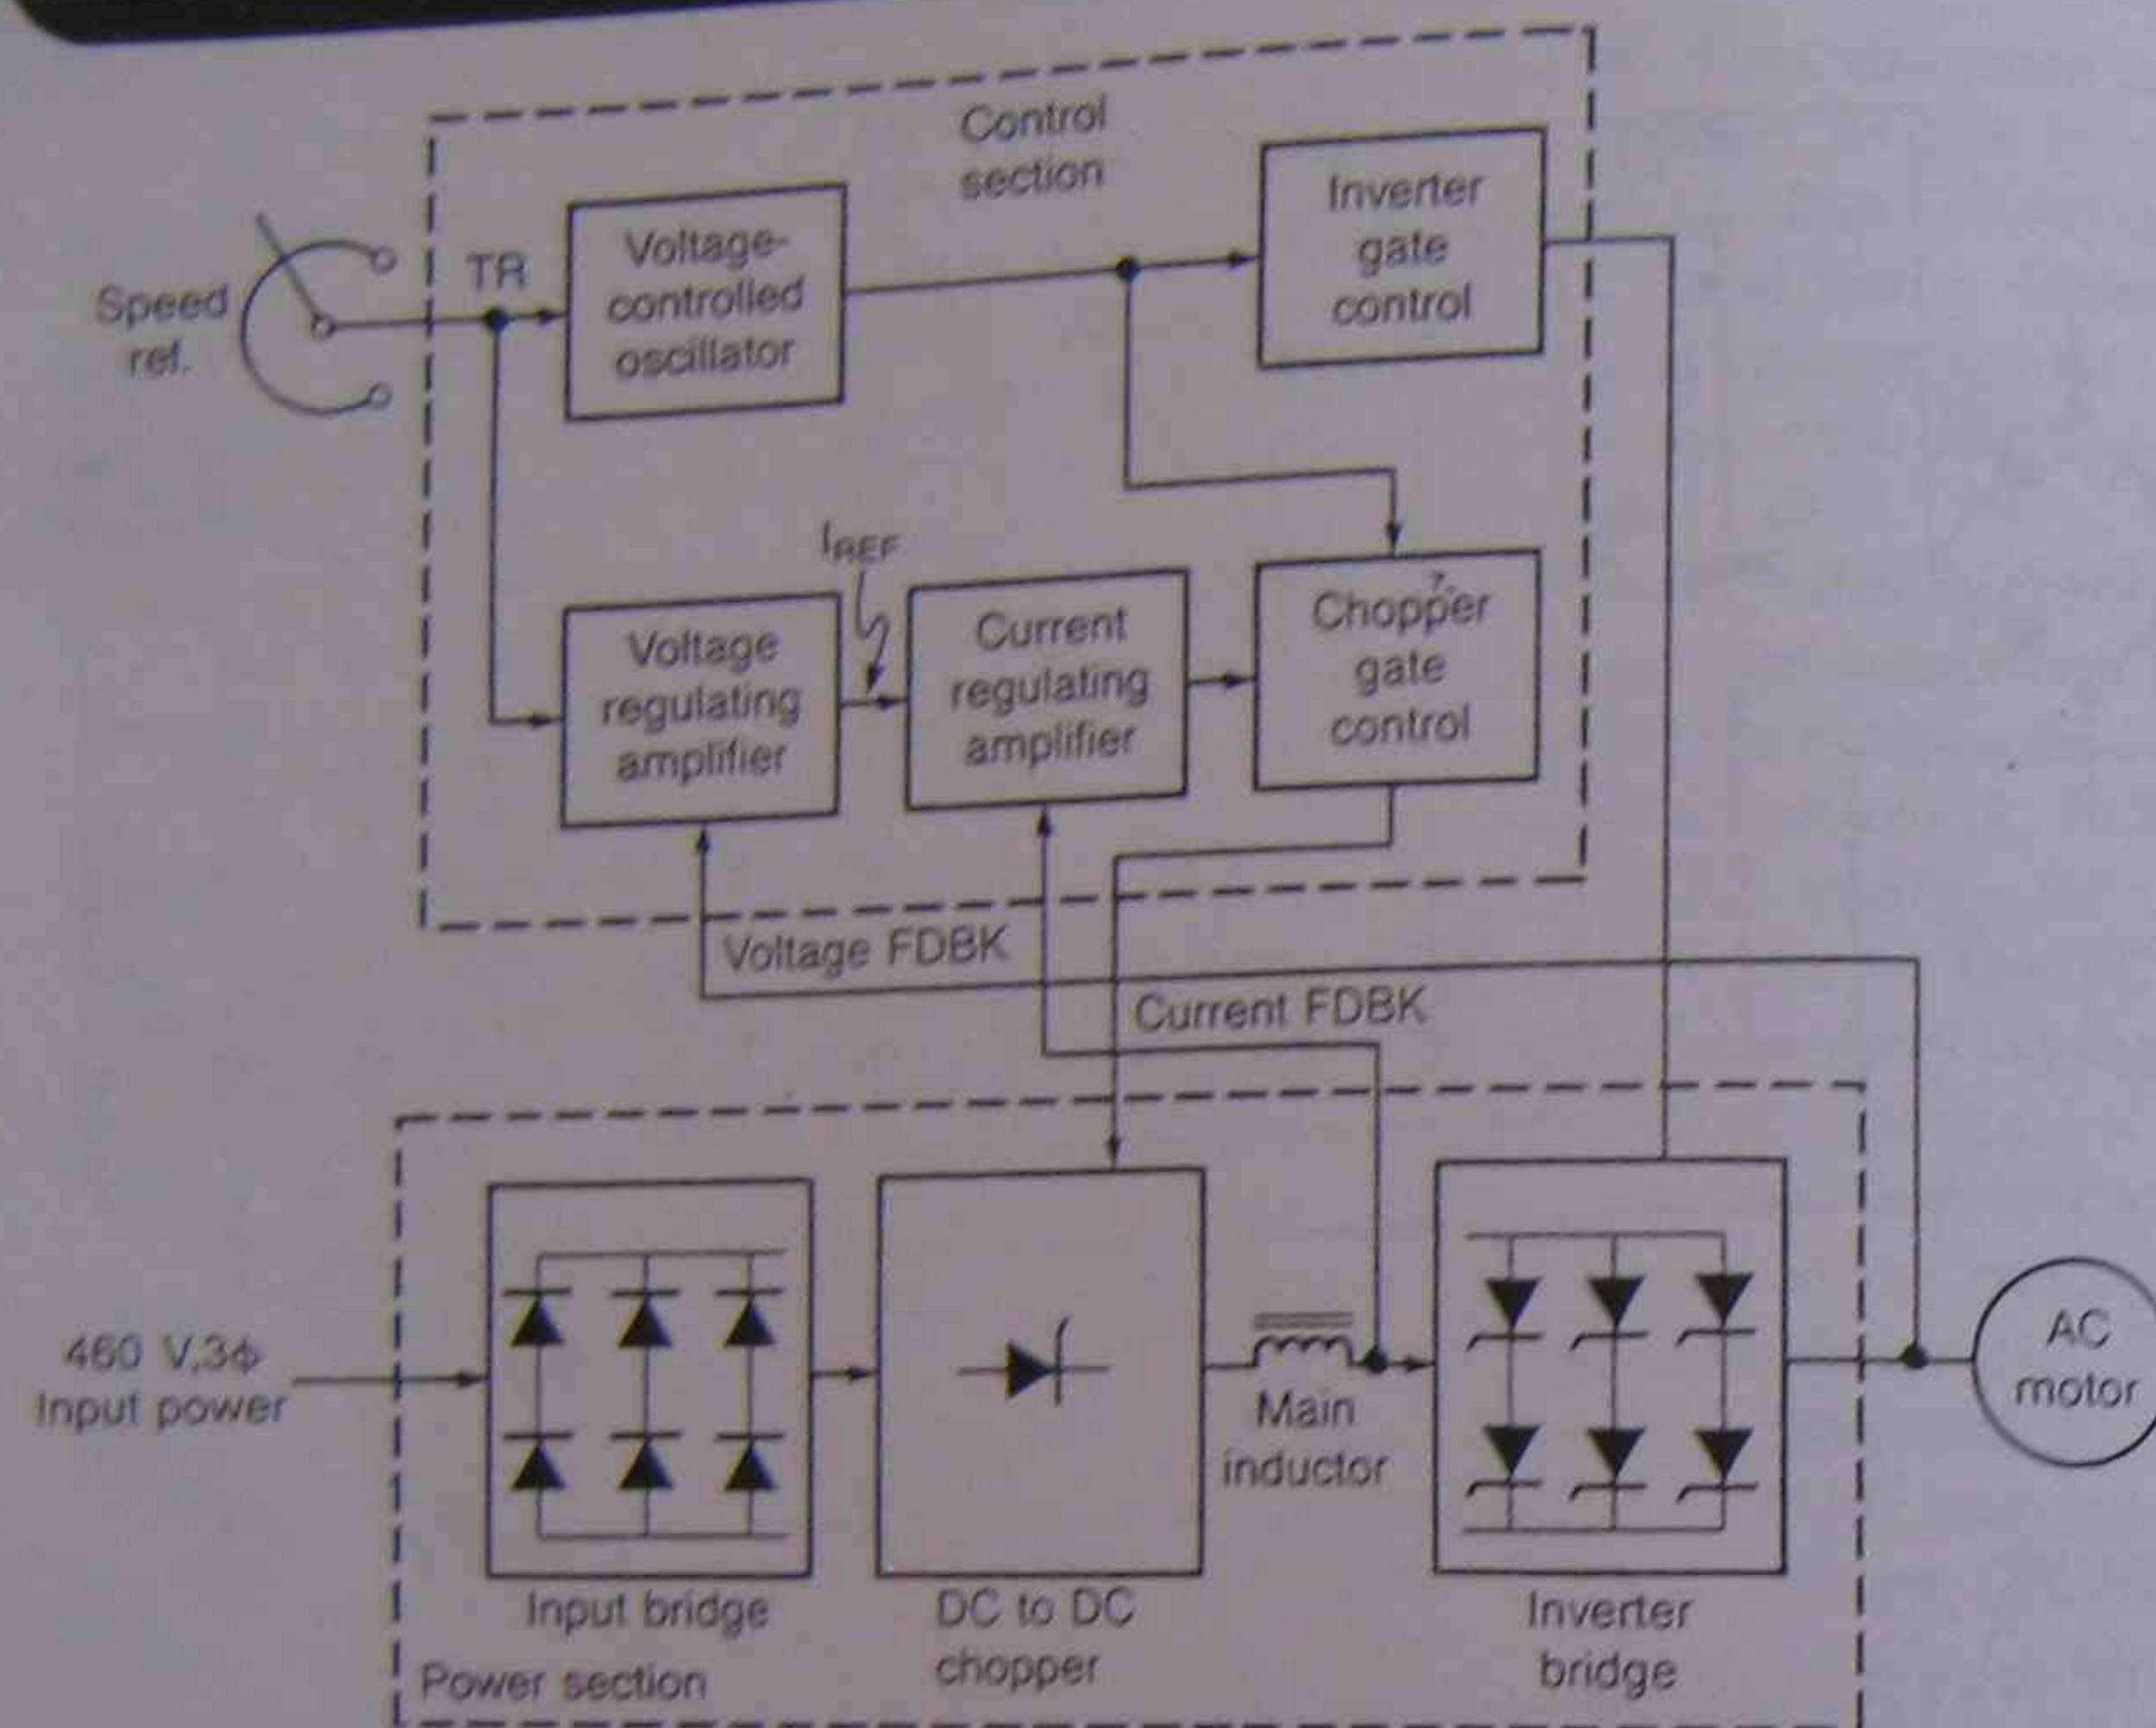 Control
section
Speed
ref.
TR
Voltage-
controlled
oscillator
Inverter
gate
control
IREF
Voltage
regulating
amplifier
Current
regulating
amplifier
Chopper
gate
control
Voltage FDBK
Current FDBK
460 V,3ϕ
Input power
Main
inductor
AC
motor
Input bridge
DC to DC
chopper
Inverter
bridge
Power section